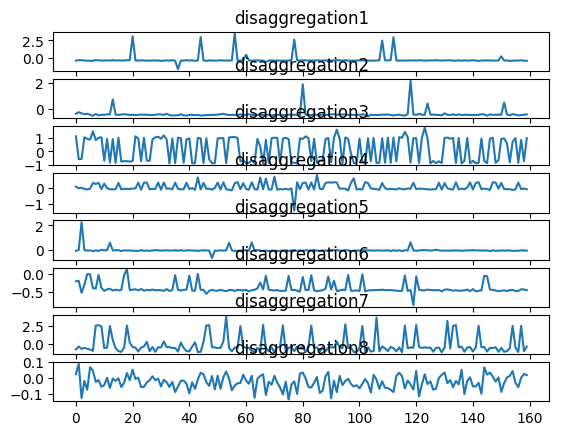 disaggregation1
2.5
0.0
disaggregation2
2
0
disaggregation3
1
0
−1
disaggregation4
0
−1
disaggregation5
2
0
disaggregation6
0.0
−0.5
disaggregation7
2.5
0.0
disaggregation8
0.1
0.0
−0.1
0 20 40 60 80 100 120 140 160